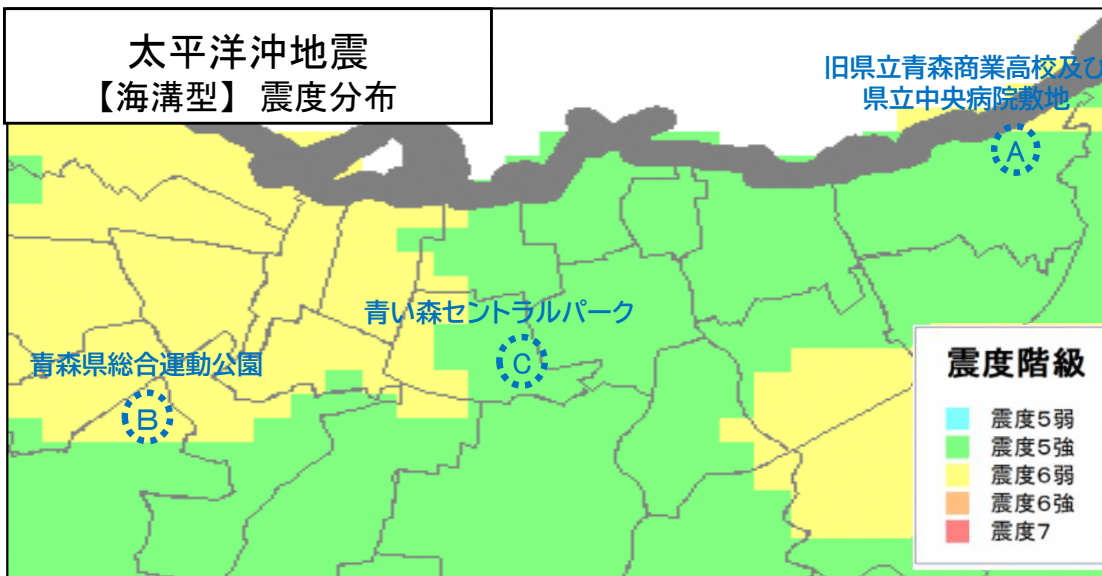 太平洋沖地震
【海溝型】 震度分布
旧県立青森商業高校及び
県立中央病院敷地
A
青い森セントラルパーク
C
青森県総合運動公園
B
震度階級
震度5弱
震度5強
震度6弱
震度6強
震度7